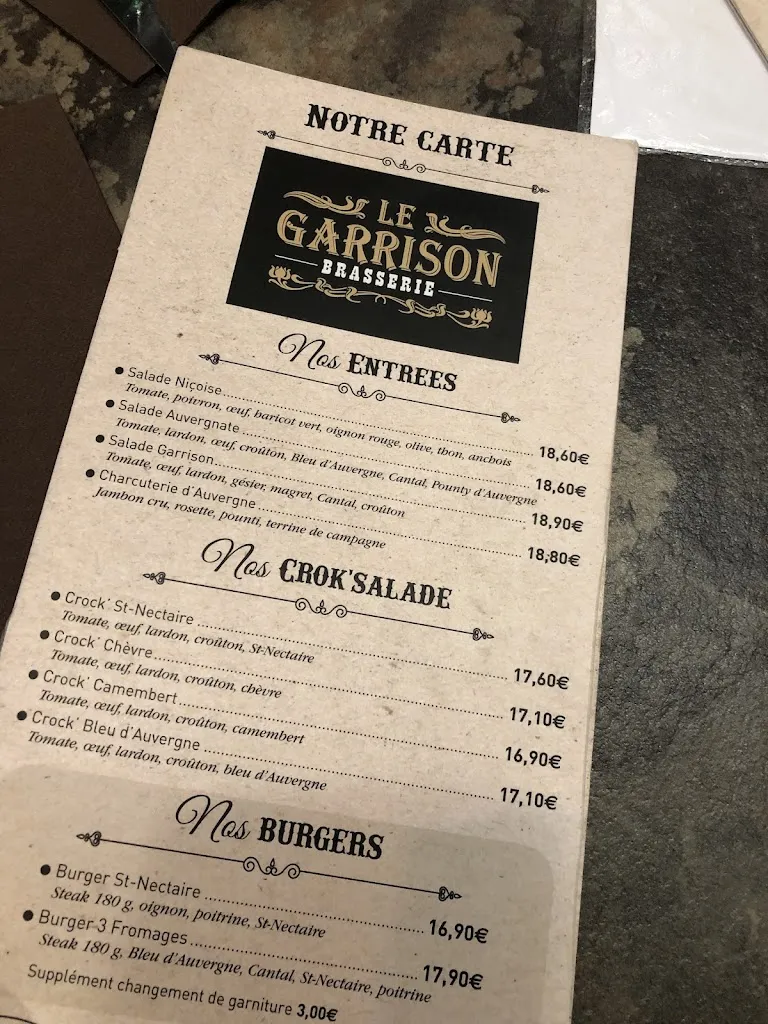 NOTRE CARTE
LE
GARRISON
BRASSERIE
Nos ENTREES
• Salade Niçoise 18,60€
Tomate, poivron, œuf, haricot vert, oignon rouge, olive, thon, anchois
• Salade Auvergnate 18,60€
Tomate, lardon, œuf, croûton, Bleu d'Auvergne, Cantal, Pounty d'Auvergne
• Salade Garrison 18,90€
Tomate, œuf, lardon, gésier, magret, Cantal, croûton
• Charcuterie d'Auvergne 18,80€
Jambon cru, rosette, pounti, terrine de campagne
Nos CROK'SALADE
• Crock' St-Nectaire 17,60€
Tomate, œuf, lardon, croûton, St-Nectaire
• Crock' Chèvre 17,10€
Tomate, œuf, lardon, croûton, chèvre
• Crock' Camembert 16,90€
Tomate, œuf, lardon, croûton, camembert
• Crock' Bleu d'Auvergne 17,10€
Tomate, œuf, lardon, croûton, bleu d'Auvergne
Nos BURGERS
• Burger St-Nectaire 16,90€
Steak 180 g, oignon, poitrine, St-Nectaire
• Burger 3 Fromages 17,90€
Steak 180 g, Bleu d'Auvergne, Cantal, St-Nectaire, poitrine
Supplément changement de garniture 3,00€